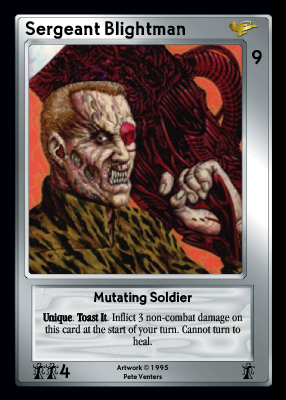 Sergeant Blightman
9
Mutating Soldier
Unique. Toast It. Inflict 3 non-combat damage on
this card at the start of your turn. Cannot turn to
heal.
4
Artwork © 1995
Pete Venters